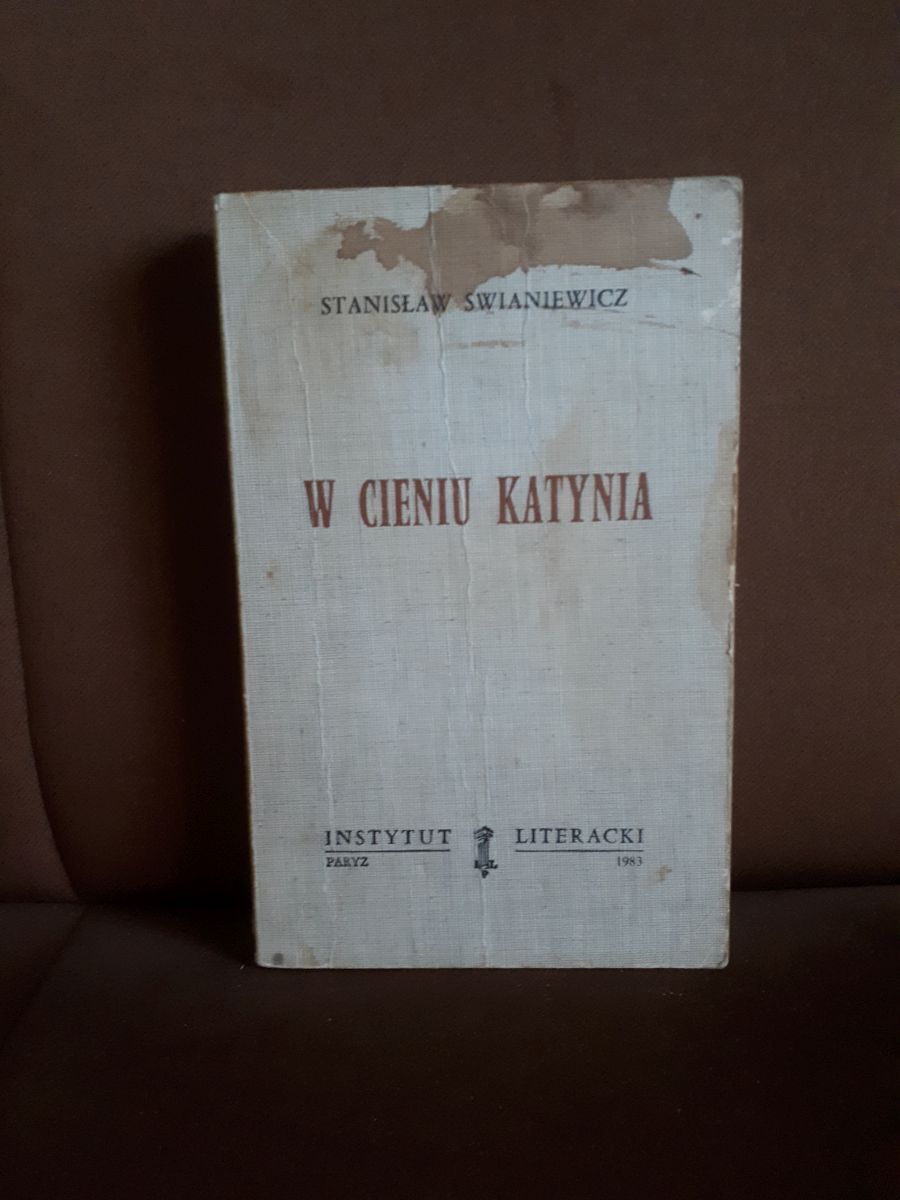 STANISŁAW SWIANIEWICZ
W CIENIU KATYNIA
INSTYTUT LITERACKI
PARYZ 1983